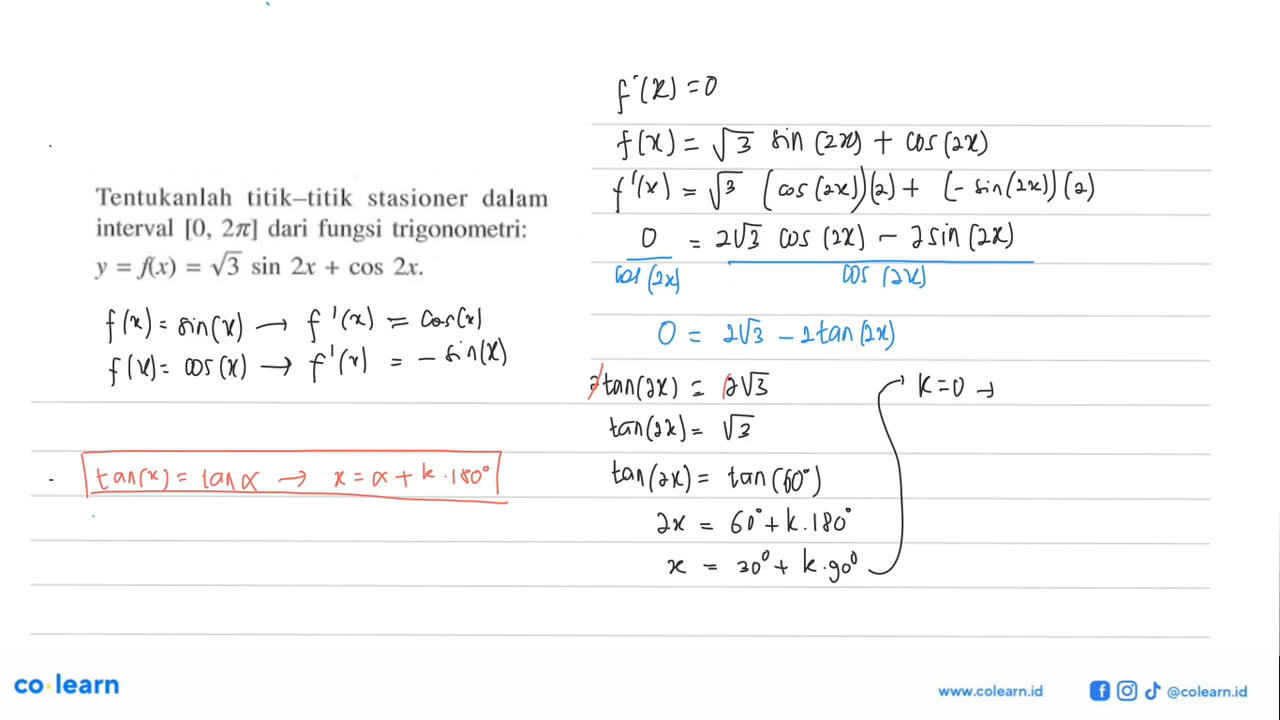 Tentukanlah titik–titik stasioner dalam
interval [0, 2π] dari fungsi trigonometri:
y = f(x) = √3 sin 2x + cos 2x.
f(x) = sin(x) → f'(x) = cos(x)
f(x) = cos(x) → f'(x) = - sin(x)
tan(x) = tan α → x = α + k . 180°
f'(x) = 0
f(x) = √3 sin(2x) + cos(2x)
f'(x) = √3 (cos(2x))(2) + (- sin(2x))(2)
0 = 2√3 cos(2x) - 2sin(2x)
cos(2x) cos(2x)
0 = 2√3 - 2tan(2x)
2tan(2x) = 2√3
tan(2x) = √3
tan(2x) = tan(60°)
2x = 60° + k.180°
x = 30° + k.90°
k = 0 →
co·learn
www.colearn.id
@colearn.id